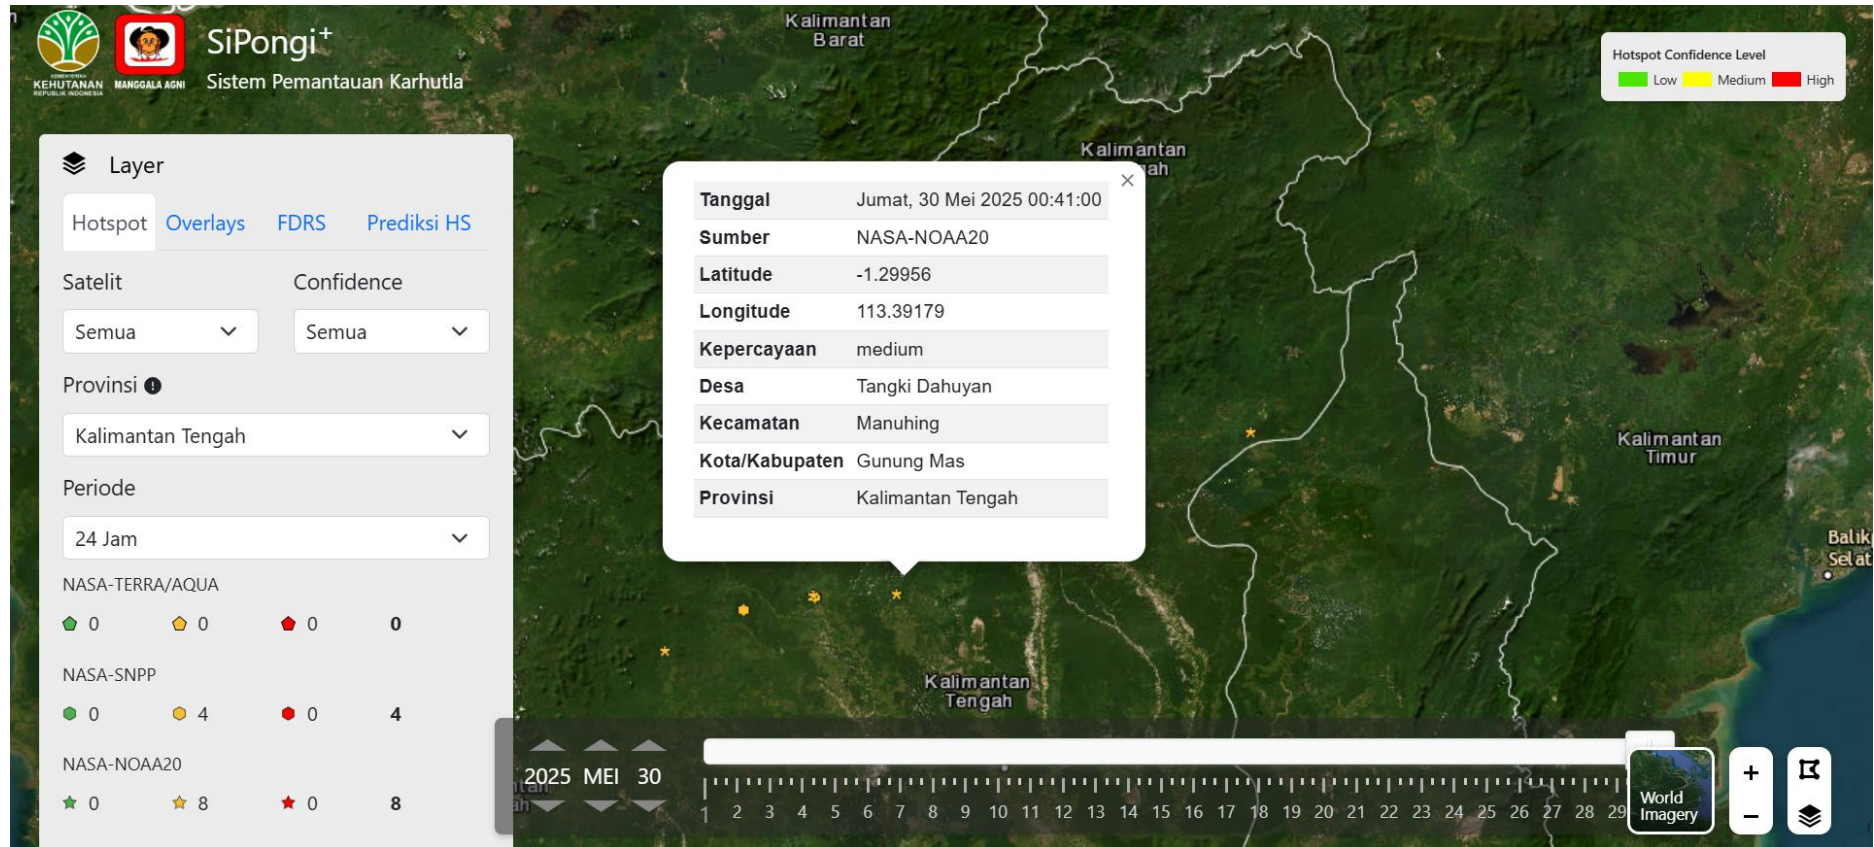 KEMENTERIAN
KEHUTANAN
REPUBLIK INDONESIA
MANGGALA AGNI
SiPongi+
Sistem Pemantauan Karhutla
Layer
Hotspot Overlays FDRS Prediksi HS
Satelit Confidence
Semua Semua
Provinsi
Kalimantan Tengah
Periode
24 Jam
NASA-TERRA/AQUA
0 0 0 0
NASA-SNPP
0 4 0 4
NASA-NOAA20
0 8 0 8
Kalimantan
Barat
Kalimantan
ah
Tanggal Jumat, 30 Mei 2025 00:41:00
Sumber NASA-NOAA20
Latitude -1.29956
Longitude 113.39179
Kepercayaan medium
Desa Tangki Dahuyan
Kecamatan Manuhing
Kota/Kabupaten Gunung Mas
Provinsi Kalimantan Tengah
Hotspot Confidence Level
Low Medium High
Kalimantan
Timur
Balik
Selat
Kalimantan
Tengah
2025 MEI 30
1 2 3 4 5 6 7 8 9 10 11 12 13 14 15 16 17 18 19 20 21 22 23 24 25 26 27 28 29
World
Imagery
+
−